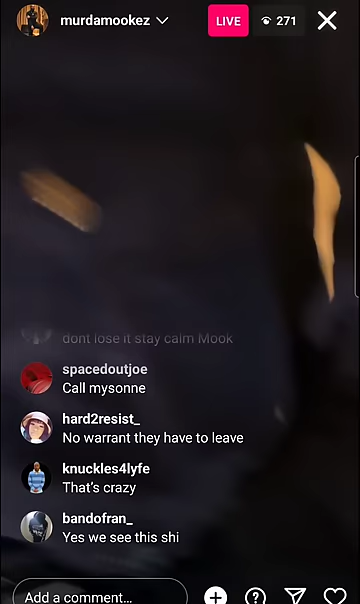 murdamookez
LIVE
271
dont lose it stay calm Mook
spacedoutjoe
Call mysonne
hard2resist_
No warrant they have to leave
knuckles4lyfe
That's crazy
bandofran_
Yes we see this shi
Add a comment...